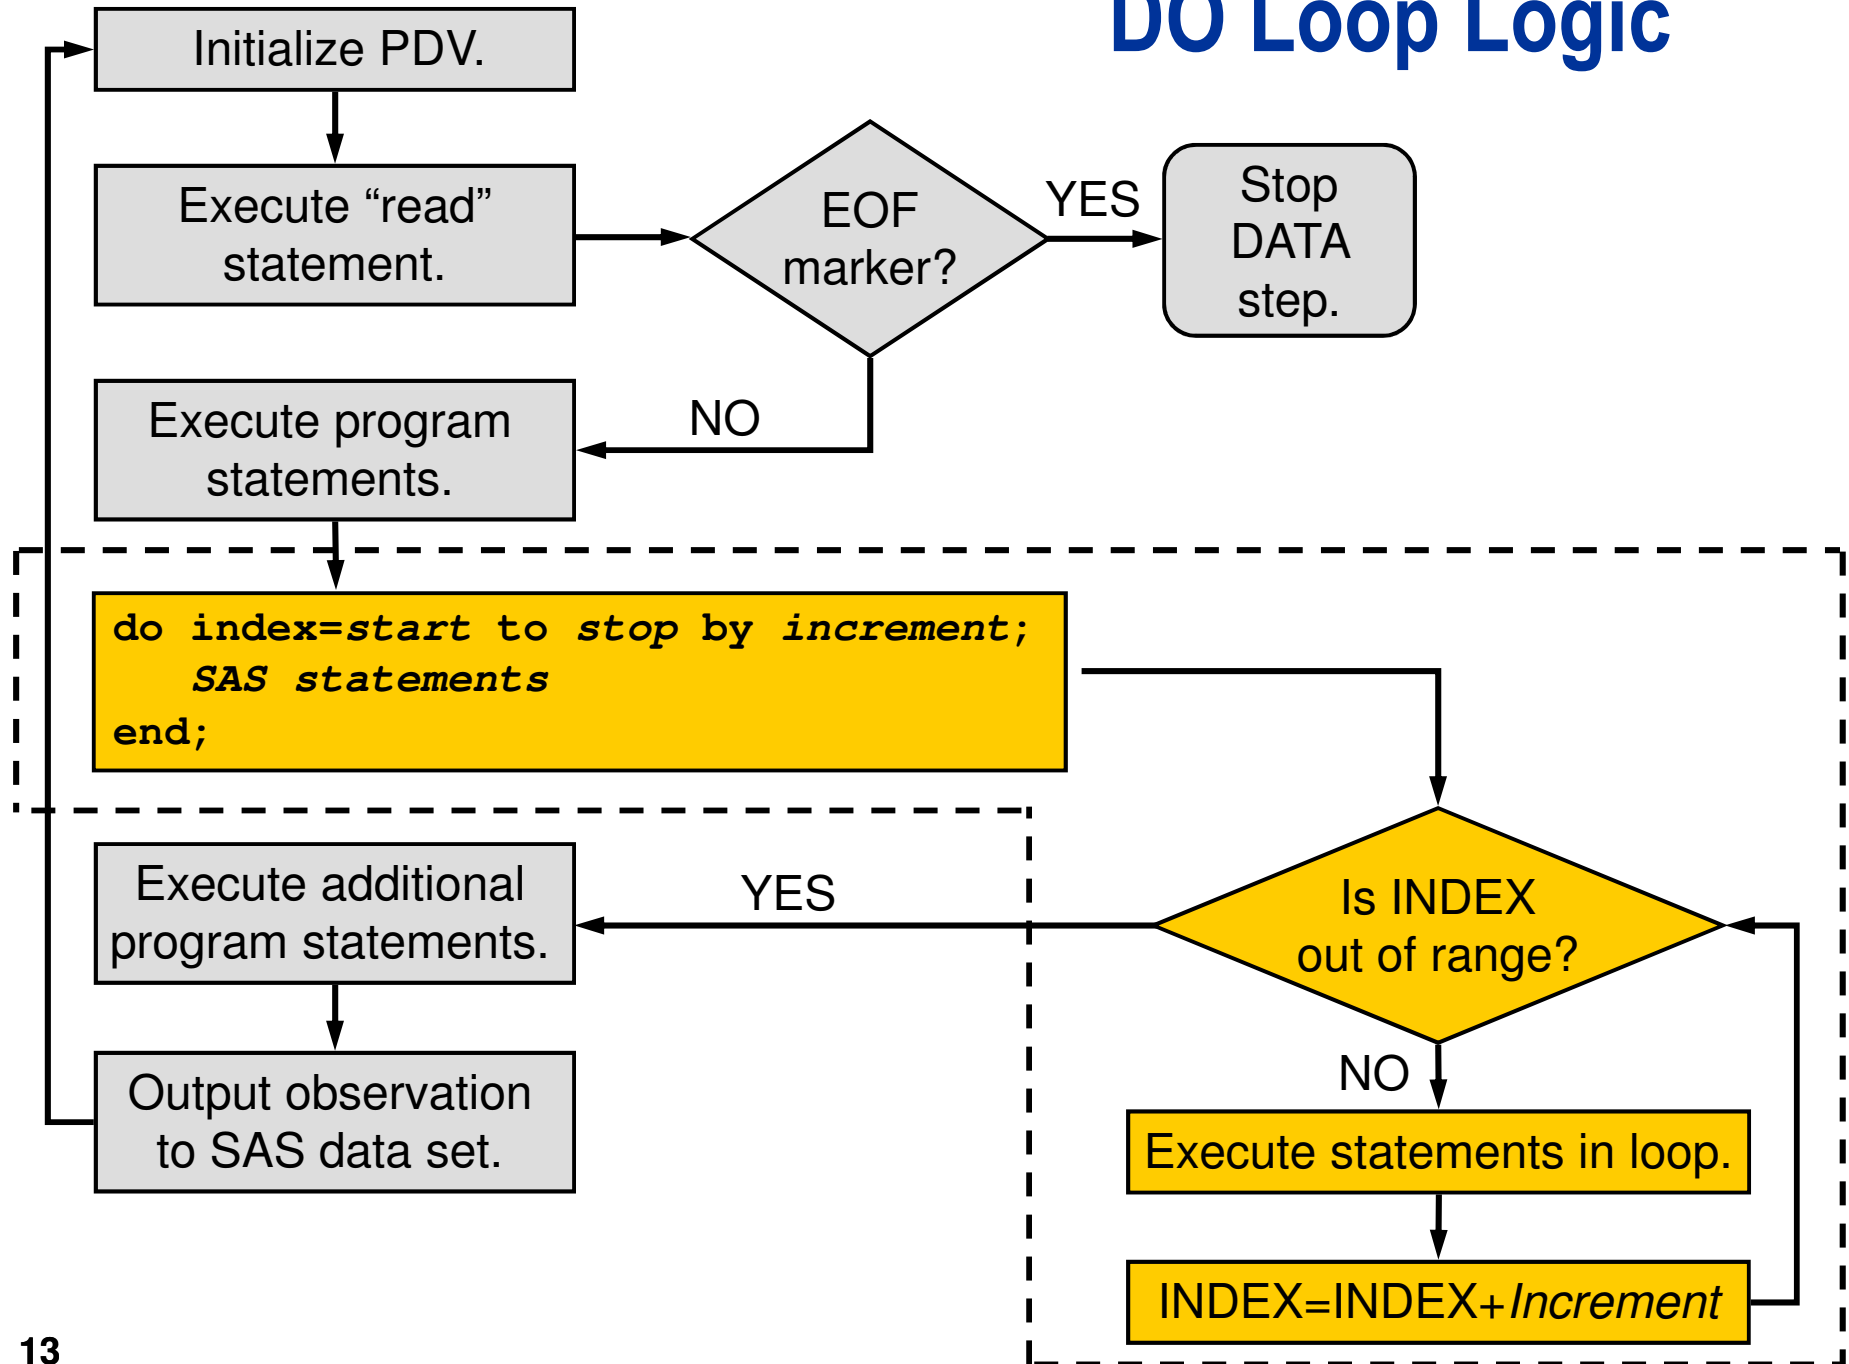 DO Loop Logic
Initialize PDV.
Execute “read”
statement.
EOF
marker?
YES
Stop
DATA
step.
NO
Execute program
statements.
do index=start to stop by increment;
SAS statements
end;
Is INDEX
out of range?
YES
Execute additional
program statements.
NO
Output observation
to SAS data set.
Execute statements in loop.
INDEX=INDEX+Increment
13